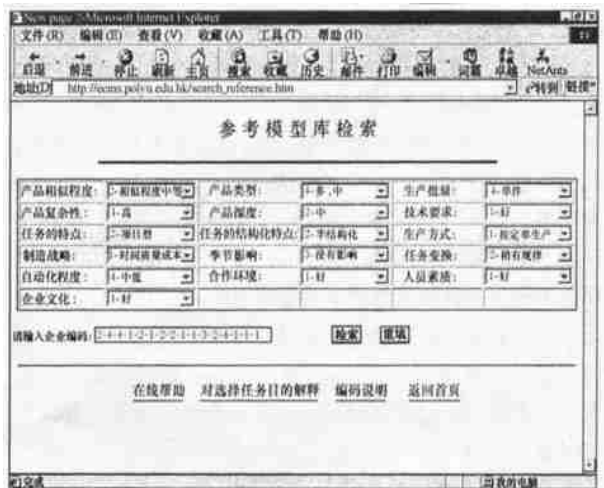 New page 2-Microsoft Internet Explorer
文件(R) 编辑(E) 查看(V) 收藏(A) 工具(T) 帮助(H)
后退 前进 停止 刷新 主页 搜索 收藏 历史 邮件 打印 编辑 词霸 卓越 NetAnts
地址(D) 转到 链接
参考模型库检索
产品相似程度: 2-相似程度中等 产品类型: 4-多,中 生产批量: 4-单件
产品复杂性: 1-高 产品深度: 2-中 技术要求: 1-好
任务的特点: 2-项目型 任务的结构化特点: 2-半结构化 生产方式: 1-按定单生产
制造战略: 1-时间质量成本 季节影响: 3-没有影响 任务变换: 2-稍有规律
自动化程度: 4-中低 合作环境: 1-好 人员素质: 1-好
企业文化: 1-好
请输入企业编码: 2-4-4-1-2-1-2-2-1-1-3-2-4-1-1-1
检索 重填
在线帮助 对选择任务目的解释 编码说明 返回首页
完成 我的电脑